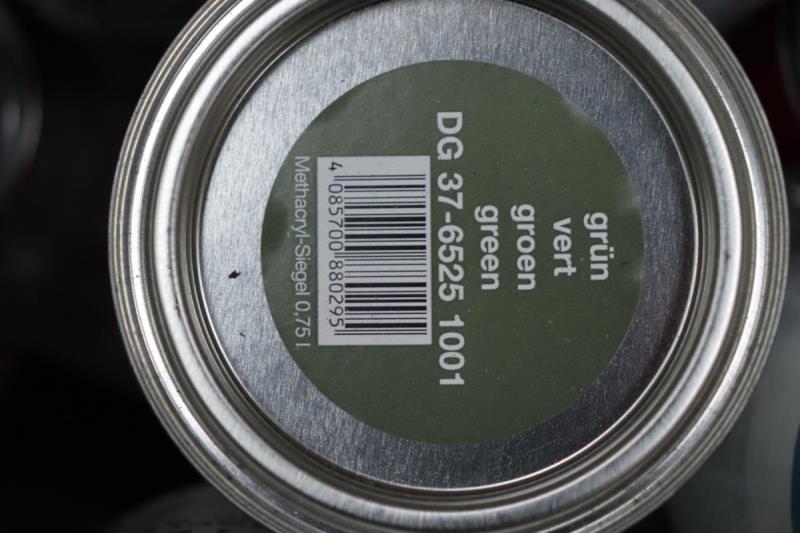 grün
vert
groen
green
DG 37-6525 1001
4 085700 880295
Methacryl-Siegel 0,75 l